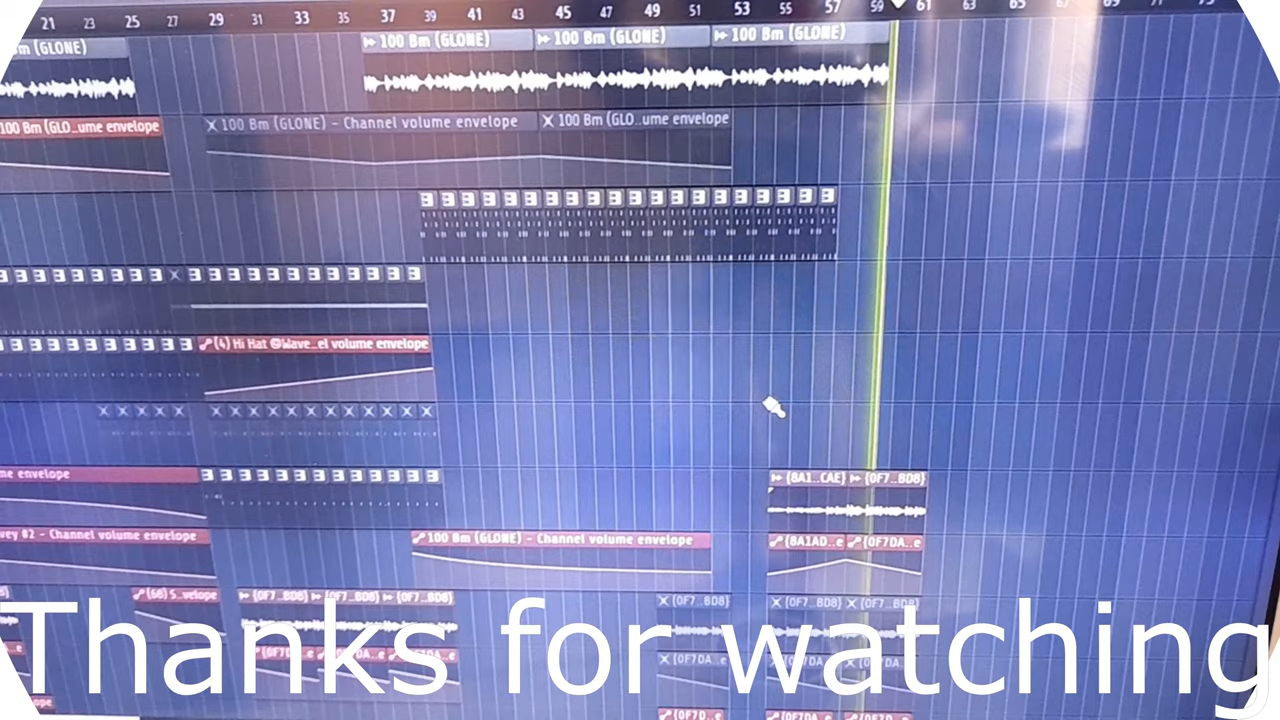 21 23 25 27 29 31 33 35 37 39 41 43 45 47 49 51 53 55 57 59 61 63 65 67 69
m (GLONE) 100 Bm (GLONE) 100 Bm (GLONE) 100 Bm (GLONE)
100 Bm (GLO..ume envelope 100 Bm (GLONE) - Channel volume envelope 100 Bm (GLO..ume envelope
(4) Hi Hat @Wave..el volume envelope
me envelope (8A1..CAE) (0F7..BD8)
vey #2 - Channel volume envelope 100 Bm (GLONE) - Channel volume envelope (8A1AD..e (0F7DA..e
(66) S..velope (0F7..BD8) (0F7..BD8) (0F7..BD8) (0F7..BD8) (0F7..BD8) (0F7..BD8)
Thanks for watching